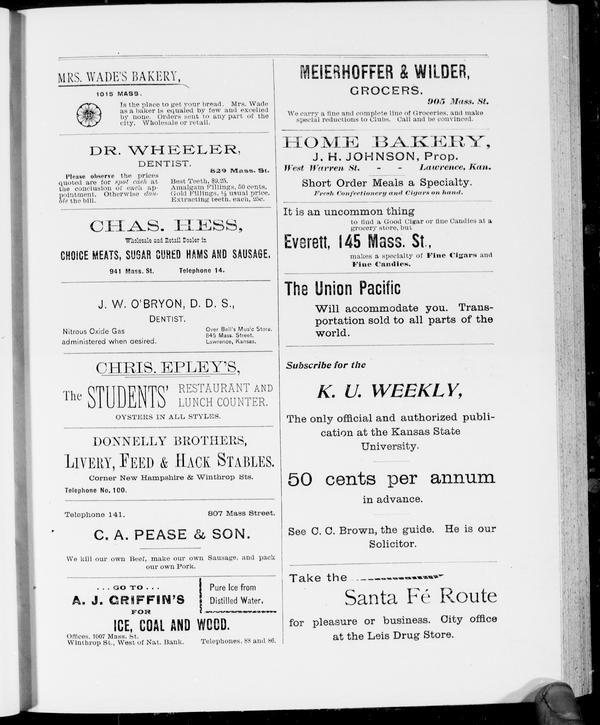 MRS. WADE'S BAKERY,
1015 MASS.
Is the place to get your bread. Mrs. Wade
as a baker is equaled by few and excelled
by none. Orders sent to any part of the
city. Wholesale or retail.
DR. WHEELER,
DENTIST.
829 Mass. St.
Please observe the prices
quoted are for spot cash at
the conclusion of each ap-
pointment. Otherwise dou-
ble the bill.
Best Teeth, $9.25.
Amalgam Fillings, 50 cents,
Gold Fillings, ½ usual price.
Extracting teeth, each, 25c.
CHAS. HESS,
Wholesale and Retail Dealer in
CHOICE MEATS, SUGAR CURED HAMS AND SAUSAGE.
941 Mass. St. Telephone 14.
J. W. O'BRYON, D. D. S.,
DENTIST.
Nitrous Oxide Gas
administered when desired.
Over Bell's Music Store.
845 Mass. Street.
Lawrence, Kansas.
CHRIS. EPLEY'S,
The STUDENTS' RESTAURANT AND
LUNCH COUNTER.
OYSTERS IN ALL STYLES.
DONNELLY BROTHERS,
LIVERY, FEED & HACK STABLES.
Corner New Hampshire & Winthrop Sts.
Telephone No. 100.
Telephone 141. 807 Mass Street.
C. A. PEASE & SON.
We kill our own Beef, make our own Sausage, and pack
our own Pork.
... GO TO ...
A. J. GRIFFIN'S
FOR
Pure Ice from
Distilled Water.
ICE, COAL AND WOOD.
Offices, 1007 Mass. St.
Winthrop St., West of Nat. Bank. Telephones, 88 and 86.
MEIERHOFFER & WILDER,
GROCERS.
905 Mass. St.
We carry a fine and complete line of Groceries, and make
special reductions to Clubs. Call and be convinced.
HOME BAKERY,
J. H. JOHNSON, Prop.
West Warren St. - - Lawrence, Kan.
Short Order Meals a Specialty.
Fresh Confectionery and Cigars on hand.
It is an uncommon thing
to find a Good Cigar or fine Candies at a
grocery store, but
Everett, 145 Mass. St.,
makes a specialty of Fine Cigars and
Fine Candies.
The Union Pacific
Will accommodate you. Trans-
portation sold to all parts of the
world.
Subscribe for the
K. U. WEEKLY,
The only official and authorized publi-
cation at the Kansas State
University.
50 cents per annum
in advance.
See C. C. Brown, the guide. He is our
Solicitor.
Take the
Santa Fé Route
for pleasure or business. City office
at the Leis Drug Store.